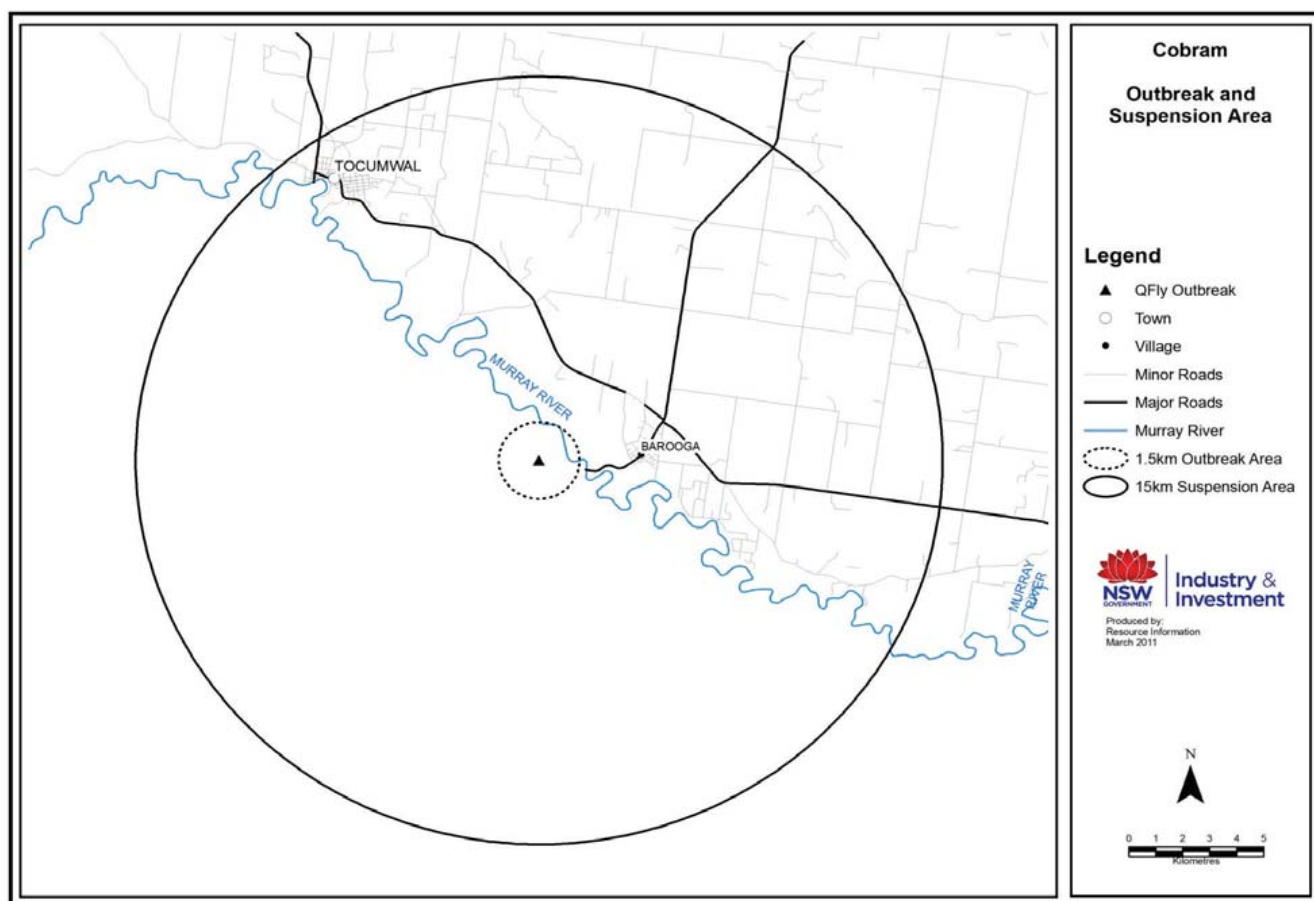 Cobram
Outbreak and
Suspension Area
TOCUMWAL
MURRAY RIVER
BAROOGA
MURRAY
RIVER
Legend
QFly Outbreak
Town
Village
Minor Roads
Major Roads
Murray River
1.5km Outbreak Area
15km Suspension Area
NSW
GOVERNMENT
Industry &
Investment
Produced by:
Resource Information
March 2011
N
0 1 2 3 4 5
Kilometres